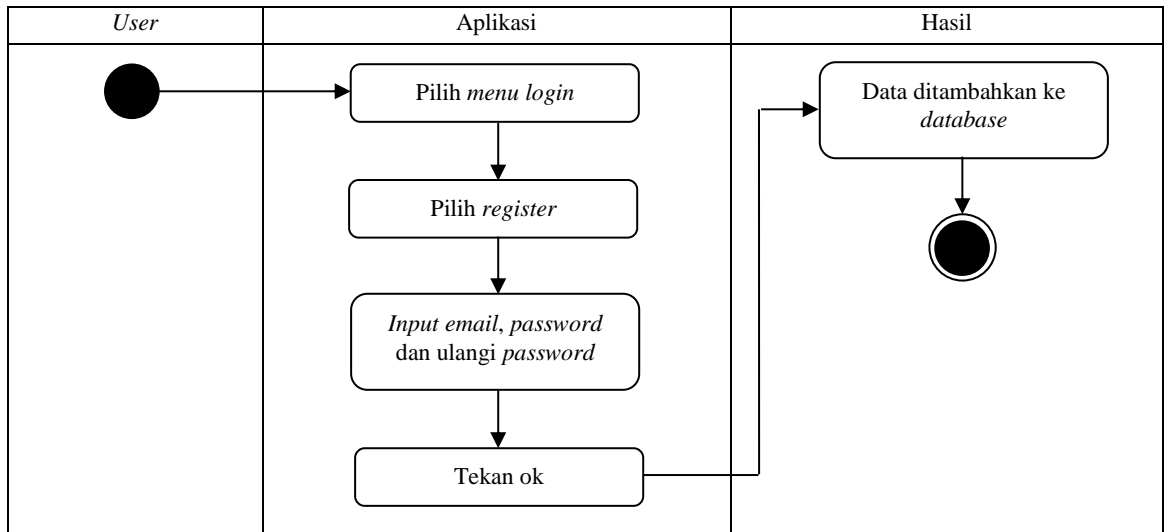 User
Aplikasi
Hasil
Pilih menu login
Pilih register
Input email, password
dan ulangi password
Tekan ok
Data ditambahkan ke
database